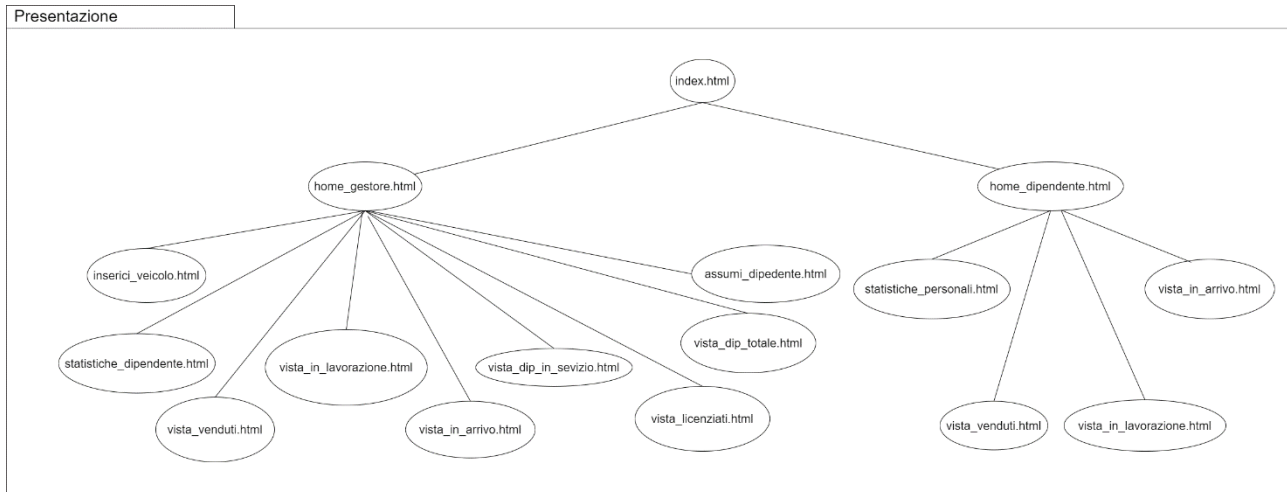 Presentazione
index.html
home_gestore.html
home_dipendente.html
inserici_veicolo.html
assumi_dipedente.html
statistiche_personali.html
vista_in_arrivo.html
statistiche_dipendente.html
vista_in_lavorazione.html
vista_dip_in_sevizio.html
vista_dip_totale.html
vista_venduti.html
vista_in_arrivo.html
vista_licenziati.html
vista_venduti.html
vista_in_lavorazione.html